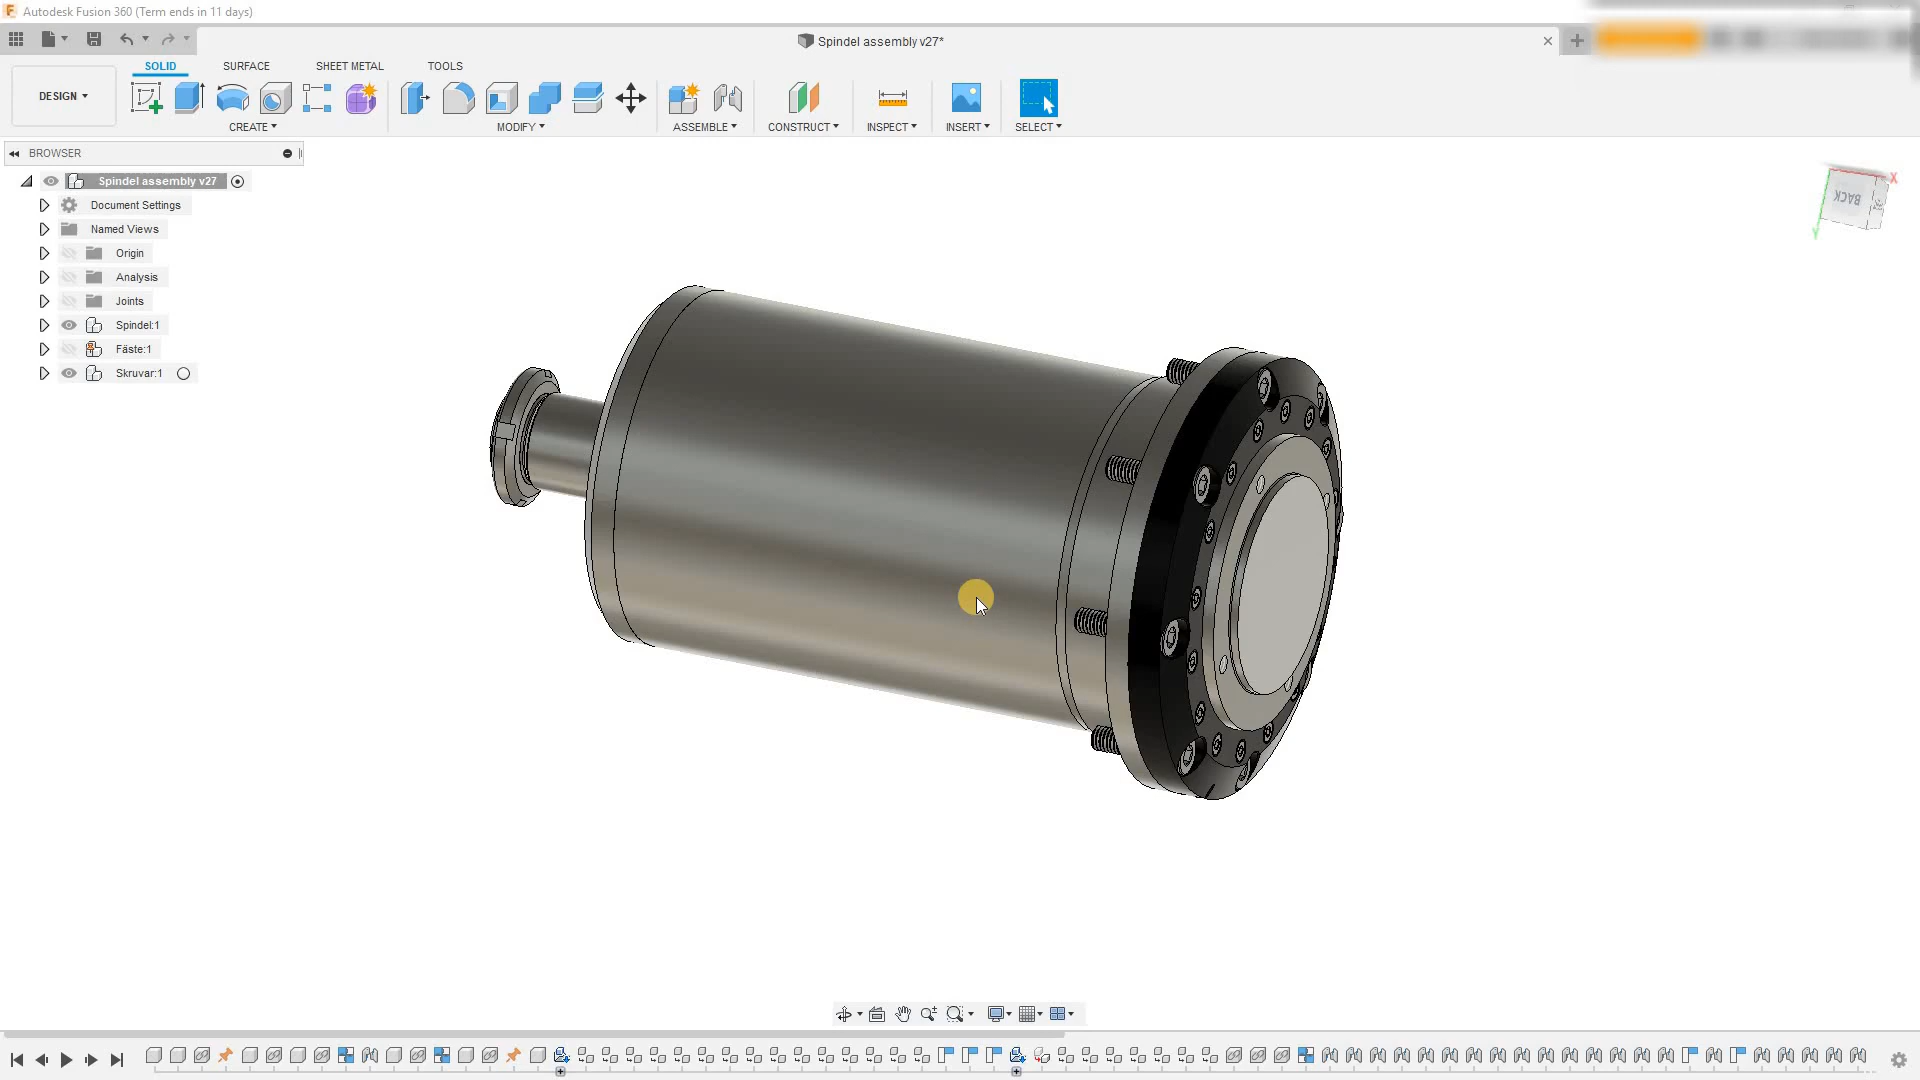 Autodesk Fusion 360 (Term ends in 11 days)
Spindel assembly v27*
SOLID SURFACE SHEET METAL TOOLS
DESIGN
CREATE MODIFY ASSEMBLE CONSTRUCT INSPECT INSERT SELECT
BROWSER
Spindel assembly v27
Document Settings
Named Views
Origin
Analysis
Joints
Spindel:1
Fäste:1
Skruvar:1
X
BACK
Y